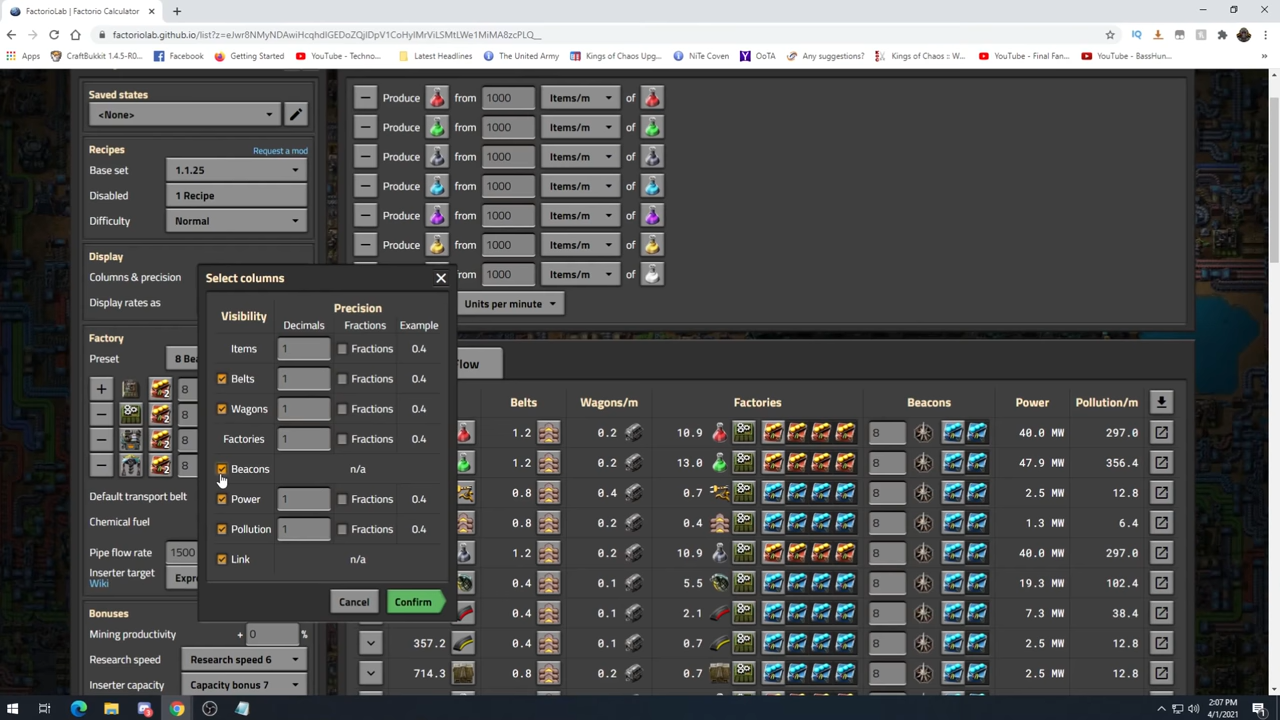 FactorioLab | Factorio Calculator
factoriolab.github.io/list?z=eJwr8NMyNDAwiHcqhdIGEDoZQjlDpV1CoHyIMrViLSMtLWe1MiMA8zcPLQ__
Apps CraftBukkit 1.4.5-R0... Facebook Getting Started YouTube - Techno... Latest Headlines The United Army Kings of Chaos Upg... NiTe Coven OoTA Any suggestions? Kings of Chaos :: W... YouTube - Final Fan... YouTube - BassHun...
Saved states
<None>
Recipes Request a mod
Base set 1.1.25
Disabled 1 Recipe
Difficulty Normal
Display
Columns & precision
Display rates as
Factory
Preset 8 Bea
8
8
8
8
Default transport belt
Chemical fuel
Pipe flow rate 1500
Inserter target Expre
Wiki
Bonuses
Mining productivity + 0 %
Research speed Research speed 6
Inserter capacity Capacity bonus 7
Produce from 1000 Items/m of
Produce from 1000 Items/m of
Produce from 1000 Items/m of
Produce from 1000 Items/m of
Produce from 1000 Items/m of
Produce from 1000 Items/m of
1000 Items/m of
Units per minute
Select columns
Visibility Precision
Decimals Fractions Example
Items 1 Fractions 0.4
Belts 1 Fractions 0.4
Wagons 1 Fractions 0.4
Factories 1 Fractions 0.4
Beacons n/a
Power 1 Fractions 0.4
Pollution 1 Fractions 0.4
Link n/a
Cancel Confirm
Flow
Belts Wagons/m Factories Beacons Power Pollution/m
1.2 0.2 10.9 8 40.0 MW 297.0
1.2 0.2 13.0 8 47.9 MW 356.4
0.8 0.4 0.7 8 2.5 MW 12.8
0.8 0.2 0.4 8 1.3 MW 6.4
1.2 0.2 10.9 8 40.0 MW 297.0
0.4 0.1 5.5 8 19.3 MW 102.4
0.4 0.1 2.1 8 7.3 MW 38.4
357.2 0.4 0.1 0.7 8 2.5 MW 12.8
714.3 0.8 0.2 0.7 8 2.5 MW 12.8
2:07 PM
4/1/2021